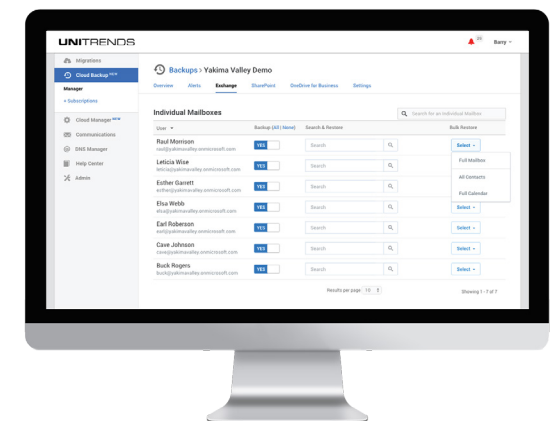 UNITRENDS
Barry
Migrations
Cloud Backup NEW
Manager
+ Subscriptions
Cloud Manager NEW
Communications
DNS Manager
Help Center
Admin
Backups > Yakima Valley Demo
Overview Alerts Exchange SharePoint OneDrive for Business Settings
Individual Mailboxes
Search for an Individual Mailbox
User Backup (All | None) Search & Restore Bulk Restore
Raul Morrison
raul@yakimavalley.onmicrosoft.com
YES Search Select
Full Mailbox
All Contacts
Full Calendar
Leticia Wise
leticia@yakimavalley.onmicrosoft.com
YES Search
Esther Garrett
esther@yakimavalley.onmicrosoft.com
YES Search
Elsa Webb
elsa@yakimavalley.onmicrosoft.com
YES Search Select
Earl Roberson
earl@yakimavalley.onmicrosoft.com
YES Search Select
Cave Johnson
cave@yakimavalley.onmicrosoft.com
YES Search Select
Buck Rogers
buck@yakimavalley.onmicrosoft.com
YES Search Select
Results per page 10
Showing 1 - 7 of 7